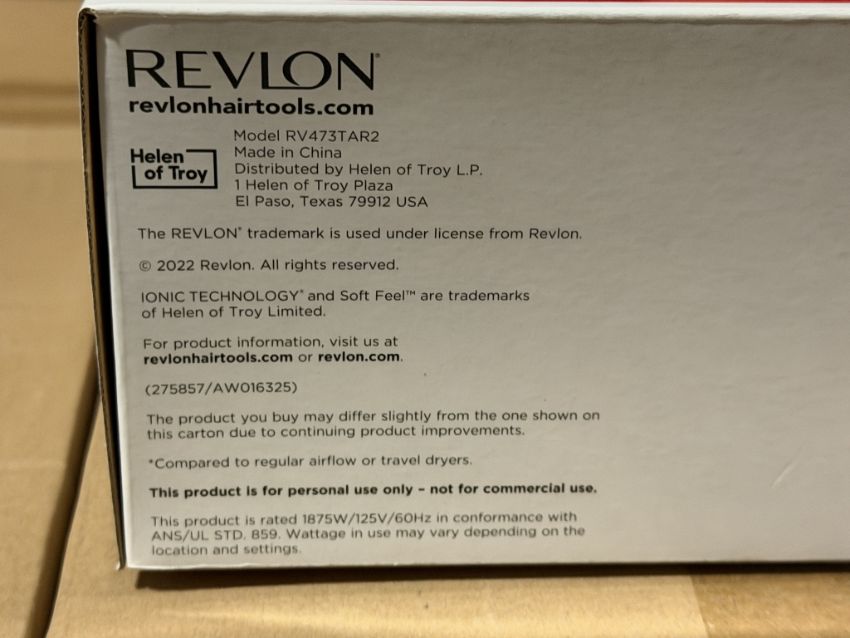 REVLON®
revlonhairtools.com
Helen
of Troy
Model RV473TAR2
Made in China
Distributed by Helen of Troy L.P.
1 Helen of Troy Plaza
El Paso, Texas 79912 USA
The REVLON® trademark is used under license from Revlon.
© 2022 Revlon. All rights reserved.
IONIC TECHNOLOGY® and Soft Feel™ are trademarks
of Helen of Troy Limited.
For product information, visit us at
revlonhairtools.com or revlon.com.
(275857/AW016325)
The product you buy may differ slightly from the one shown on
this carton due to continuing product improvements.
*Compared to regular airflow or travel dryers.
This product is for personal use only – not for commercial use.
This product is rated 1875W/125V/60Hz in conformance with
ANS/UL STD. 859. Wattage in use may vary depending on the
location and settings.